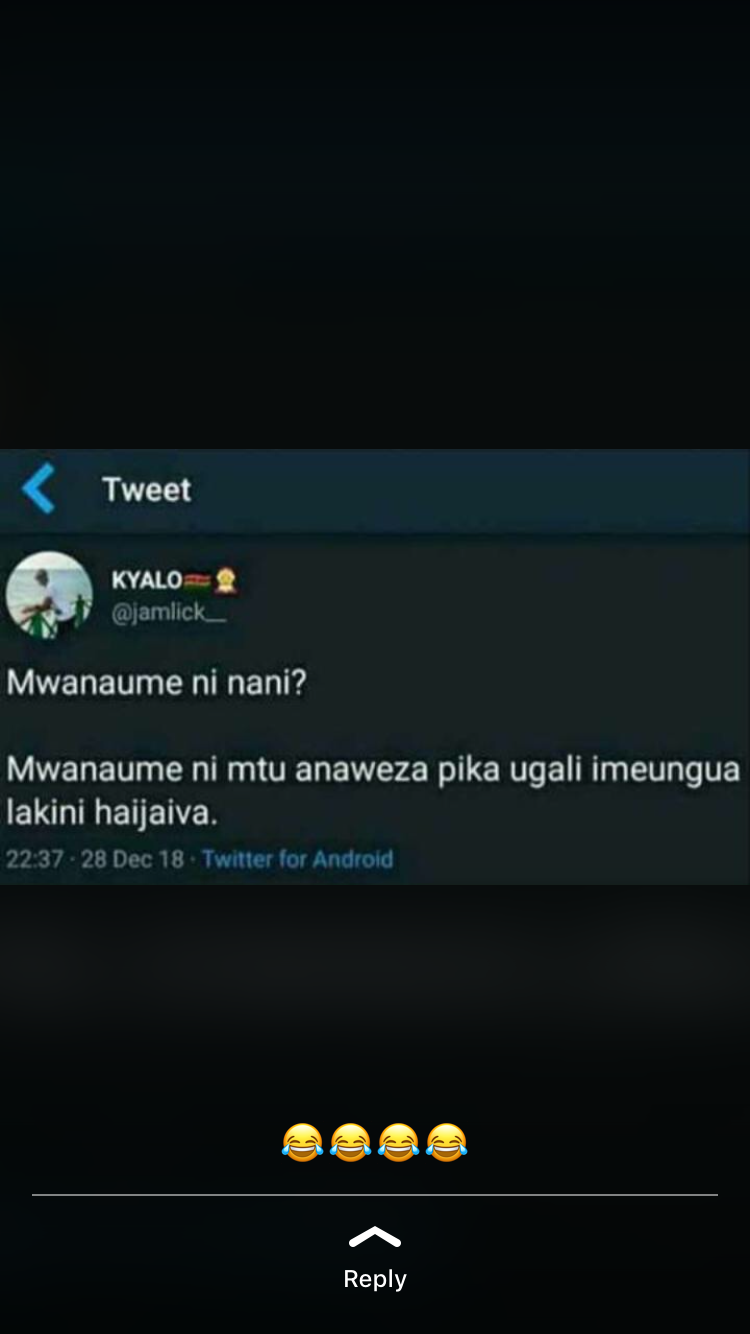 Tweet
KYALO🇰🇪👷
@jamlick__
Mwanaume ni nani?
Mwanaume ni mtu anaweza pika ugali imeungua
lakini haijaiva.
22:37 · 28 Dec 18 · Twitter for Android
😂😂😂😂
Reply